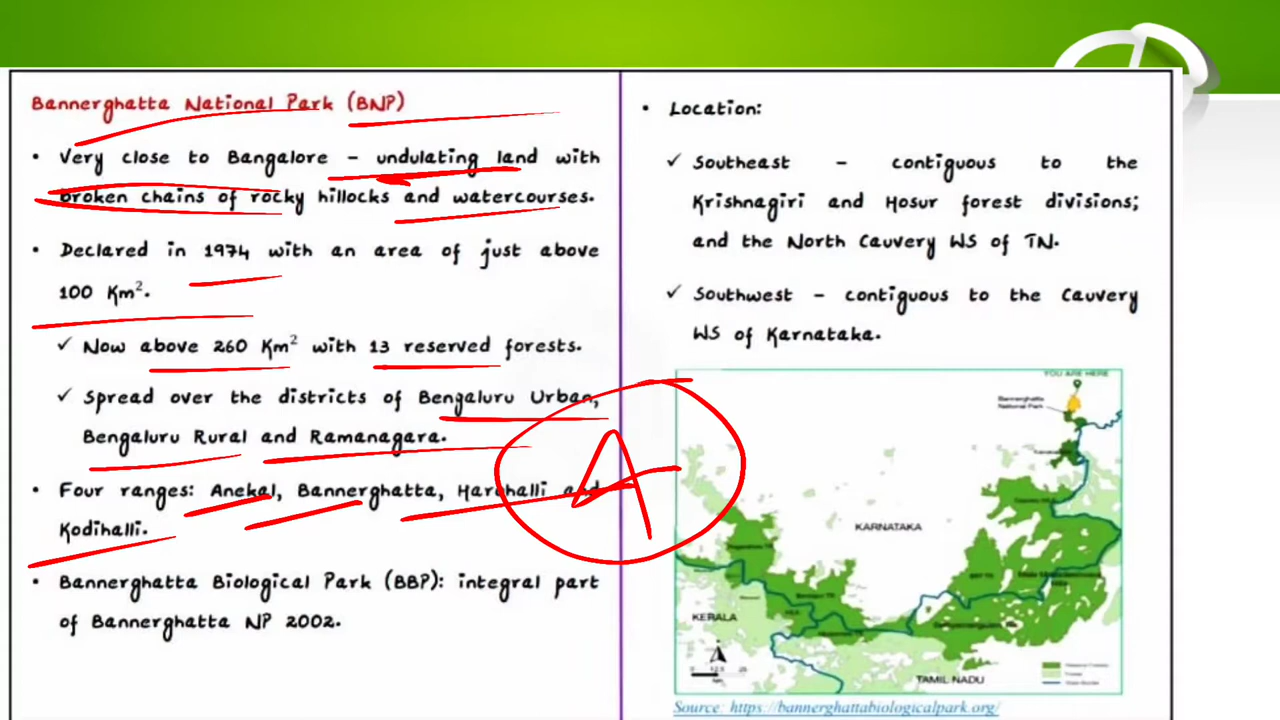 Bannerghatta National Park (BNP)
• Very close to Bangalore – undulating land with
broken chains of rocky hillocks and watercourses.
• Declared in 1974 with an area of just above
100 Km².
✓ Now above 260 Km² with 13 reserved forests.
✓ Spread over the districts of Bengaluru Urban,
Bengaluru Rural and Ramanagara.
• Four ranges: Anekal, Bannerghatta, Harohalli and
Kodihalli.
• Bannerghatta Biological Park (BBP): integral part
of Bannerghatta NP 2002.
A
• Location:
✓ Southeast – contiguous to the
Krishnagiri and Hosur forest divisions;
and the North Cauvery WS of TN.
✓ Southwest – contiguous to the Cauvery
WS of Karnataka.
YOU ARE HERE
Bannerghatta
National Park
KARNATAKA
KERALA
TAMIL NADU
Source: https://bannerghattabiologicalpark.org/